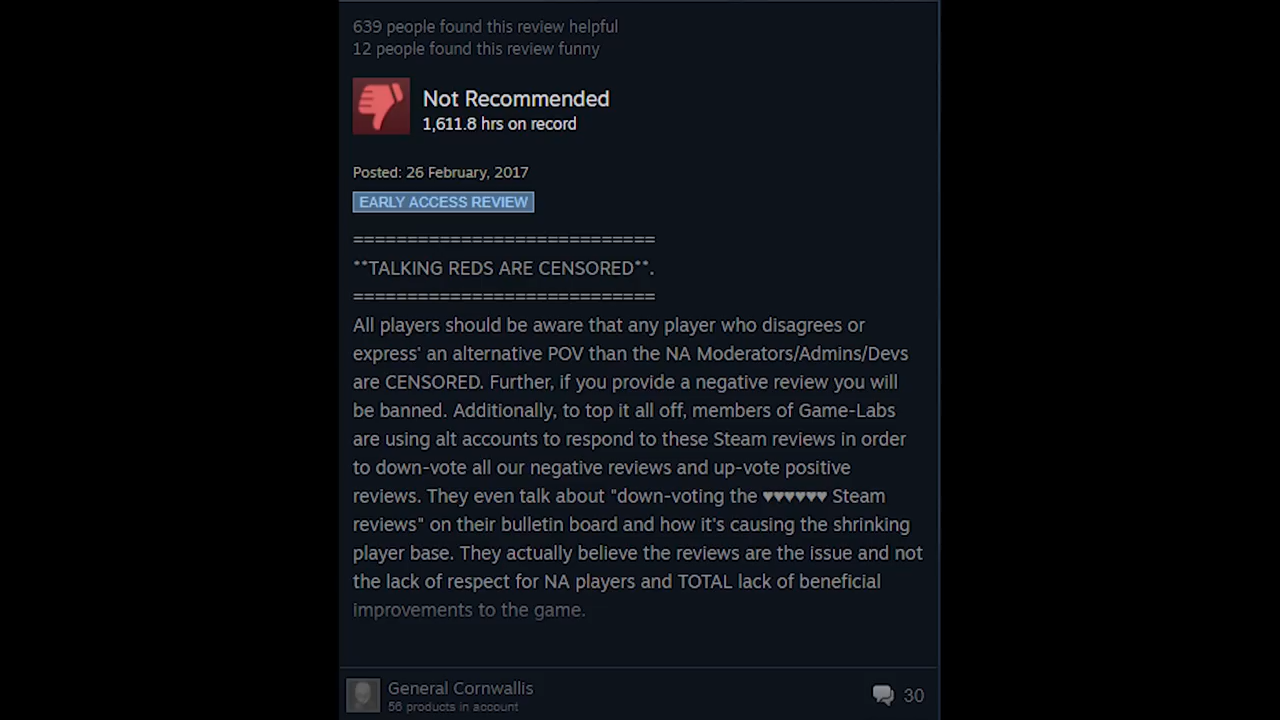 639 people found this review helpful
12 people found this review funny
Not Recommended
1,611.8 hrs on record
Posted: 26 February, 2017
EARLY ACCESS REVIEW
============================
**TALKING REDS ARE CENSORED**.
============================
All players should be aware that any player who disagrees or
express' an alternative POV than the NA Moderators/Admins/Devs
are CENSORED. Further, if you provide a negative review you will
be banned. Additionally, to top it all off, members of Game-Labs
are using alt accounts to respond to these Steam reviews in order
to down-vote all our negative reviews and up-vote positive
reviews. They even talk about "down-voting the ♥♥♥♥♥♥ Steam
reviews" on their bulletin board and how it's causing the shrinking
player base. They actually believe the reviews are the issue and not
the lack of respect for NA players and TOTAL lack of beneficial
improvements to the game.
General Cornwallis
56 products in account
30